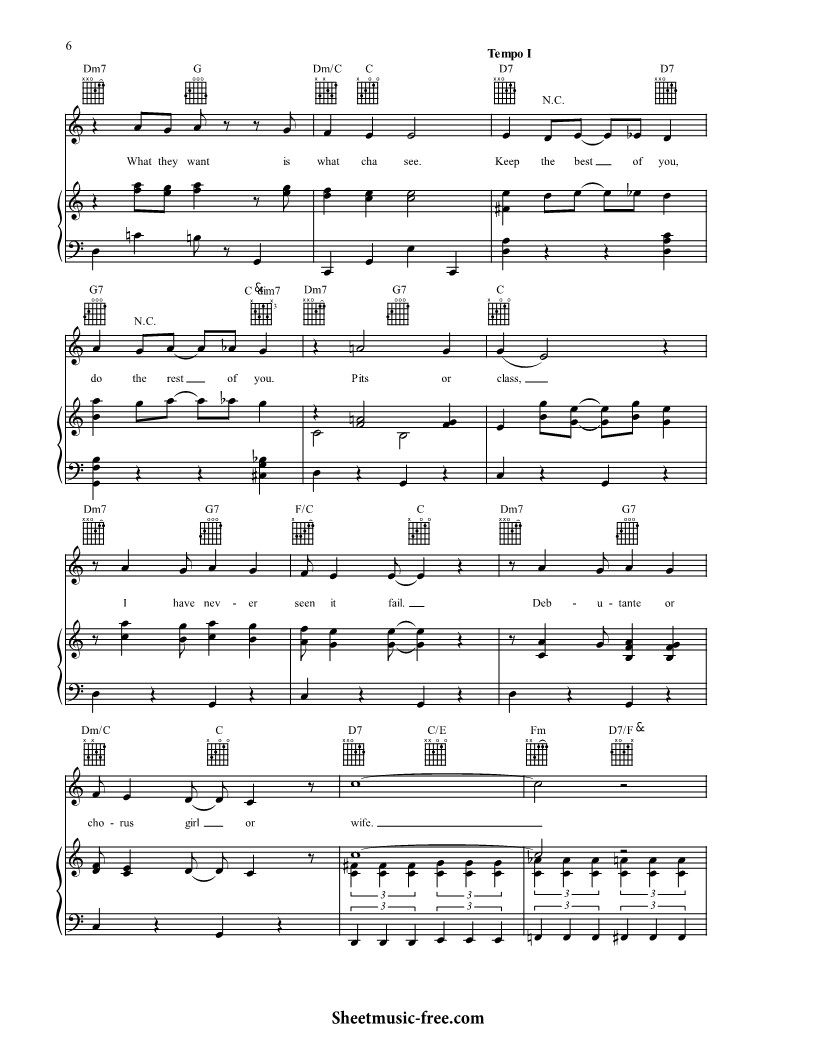 6
Tempo I
Dm7 G Dm/C C D7 N.C. D7
What they want is what cha see. Keep the best of you,
G7 N.C. C & dim7 Dm7 G7 C
3
do the rest of you. Pits or class,
Dm7 G7 F/C C Dm7 G7
I have nev - er seen it fail. Deb - u - tante or
Dm/C C D7 C/E Fm D7/F &
cho - rus girl or wife.
3 3 3 3
3 3 3 3
Sheetmusic-free.com